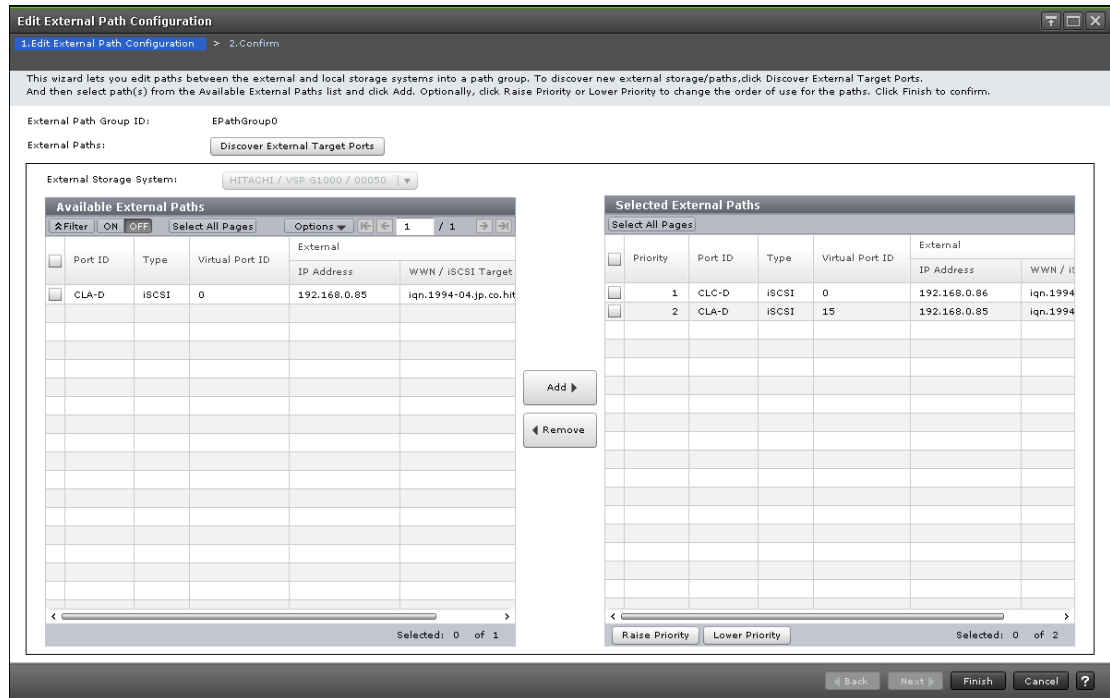 Edit External Path Configuration
1.Edit External Path Configuration > 2.Confirm
This wizard lets you edit paths between the external and local storage systems into a path group. To discover new external storage/paths,click Discover External Target Ports.
And then select path(s) from the Available External Paths list and click Add. Optionally, click Raise Priority or Lower Priority to change the order of use for the paths. Click Finish to confirm.
External Path Group ID: EPathGroup0
External Paths: Discover External Target Ports
External Storage System: HITACHI / VSP G1000 / 00050
Available External Paths
Filter ON OFF Select All Pages Options 1 / 1
Port ID Type Virtual Port ID External
IP Address WWN / iSCSI Target
CLA-D iSCSI 0 192.168.0.85 iqn.1994-04.jp.co.hit
Selected: 0 of 1
Add
Remove
Selected External Paths
Select All Pages
Priority Port ID Type Virtual Port ID External
IP Address WWN / iS
1 CLC-D iSCSI 0 192.168.0.86 iqn.1994
2 CLA-D iSCSI 15 192.168.0.85 iqn.1994
Raise Priority Lower Priority Selected: 0 of 2
Back Next Finish Cancel ?